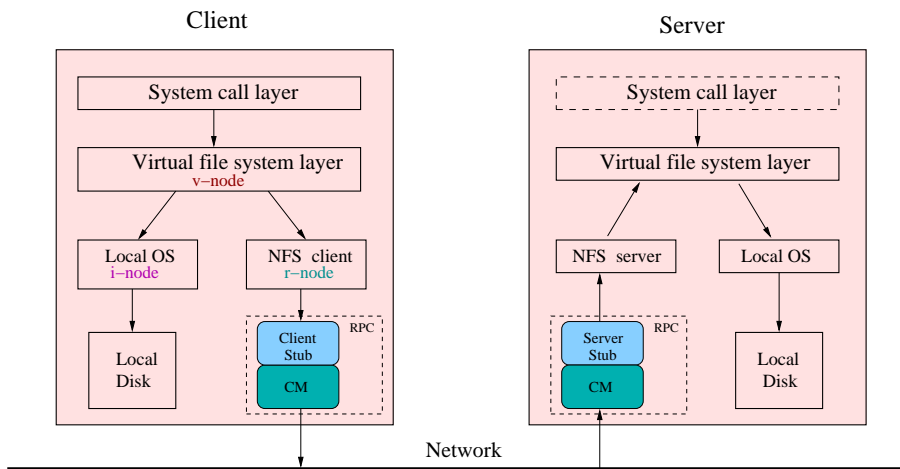 Client
System call layer
Virtual file system layer
v−node
Local OS
i−node
NFS client
r−node
RPC
Client
Stub
CM
Local
Disk
Server
System call layer
Virtual file system layer
NFS server
Local OS
RPC
Server
Stub
CM
Local
Disk
Network